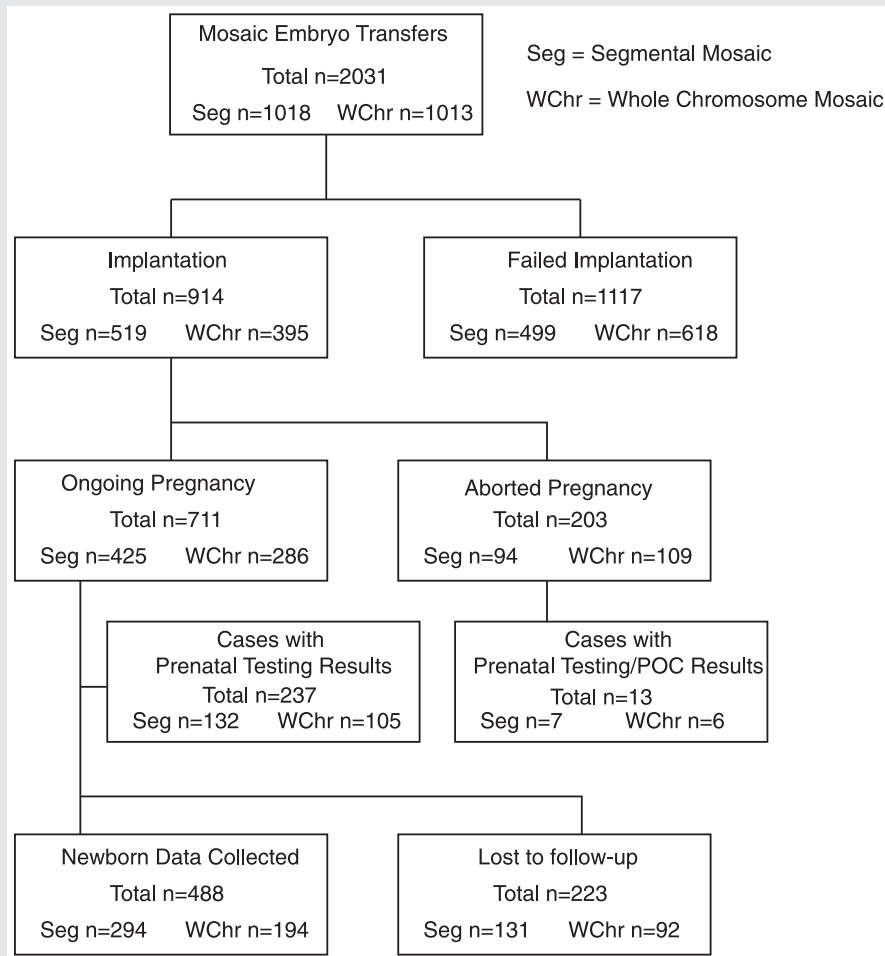 Mosaic Embryo Transfers
Total n=2031
Seg n=1018 WChr n=1013
Seg = Segmental Mosaic
WChr = Whole Chromosome Mosaic
Implantation
Total n=914
Seg n=519 WChr n=395
Failed Implantation
Total n=1117
Seg n=499 WChr n=618
Ongoing Pregnancy
Total n=711
Seg n=425 WChr n=286
Aborted Pregnancy
Total n=203
Seg n=94 WChr n=109
Cases with
Prenatal Testing Results
Total n=237
Seg n=132 WChr n=105
Cases with
Prenatal Testing/POC Results
Total n=13
Seg n=7 WChr n=6
Newborn Data Collected
Total n=488
Seg n=294 WChr n=194
Lost to follow-up
Total n=223
Seg n=131 WChr n=92